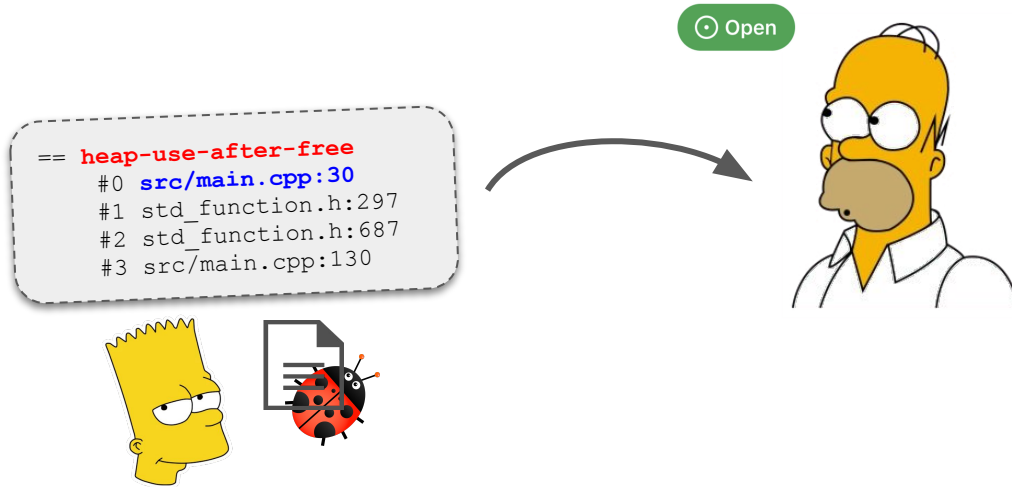 Open
== heap-use-after-free
#0 src/main.cpp:30
#1 std_function.h:297
#2 std_function.h:687
#3 src/main.cpp:130